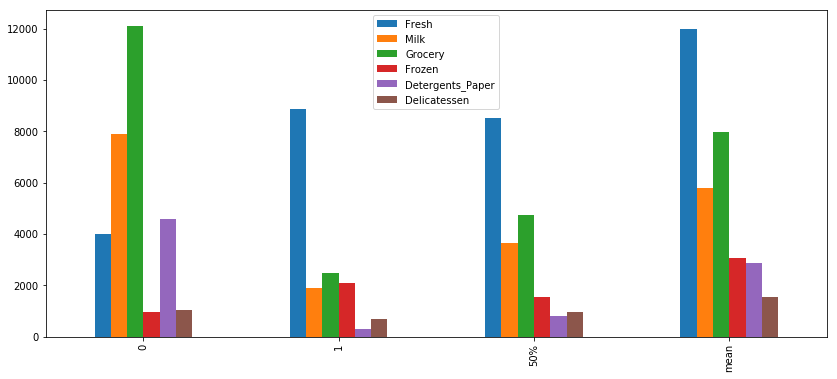 12000
10000
8000
6000
4000
2000
0
Fresh
Milk
Grocery
Frozen
Detergents_Paper
Delicatessen
0
1
50%
mean